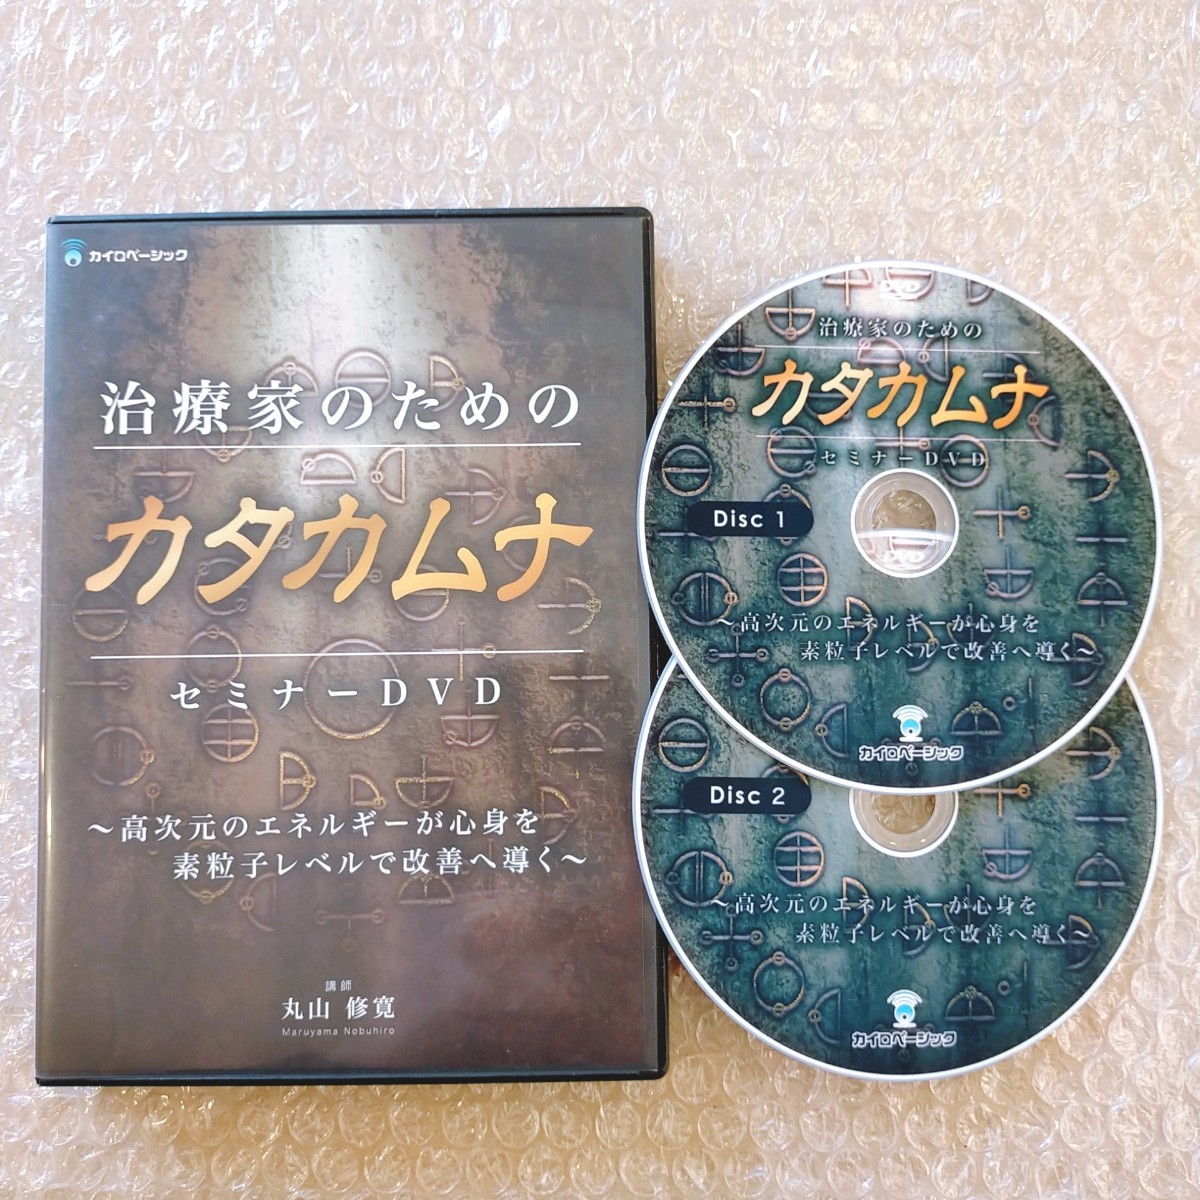 カイロベーシック
治療家のための
カタカムナ
セミナーDVD
～高次元のエネルギーが心身を
素粒子レベルで改善へ導く～
講師
丸山 修寛
Maruyama Nobuhiro
DVD
治療家のための
カタカムナ
セミナーDVD
Disc 1
～高次元のエネルギーが心身を
素粒子レベルで改善へ導く～
カイロベーシック
Disc 2
～高次元のエネルギーが心身を
素粒子レベルで改善へ導く～
カイロベーシック